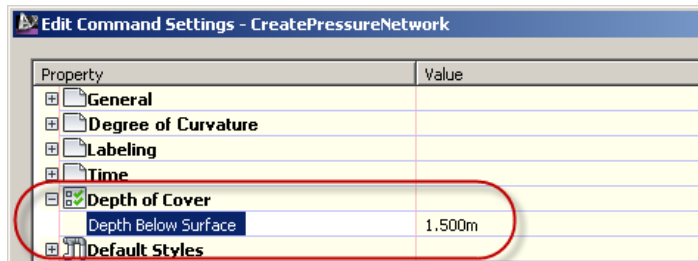 Edit Command Settings - CreatePressureNetwork
Property Value
General
Degree of Curvature
Labeling
Time
Depth of Cover
Depth Below Surface 1.500m
Default Styles